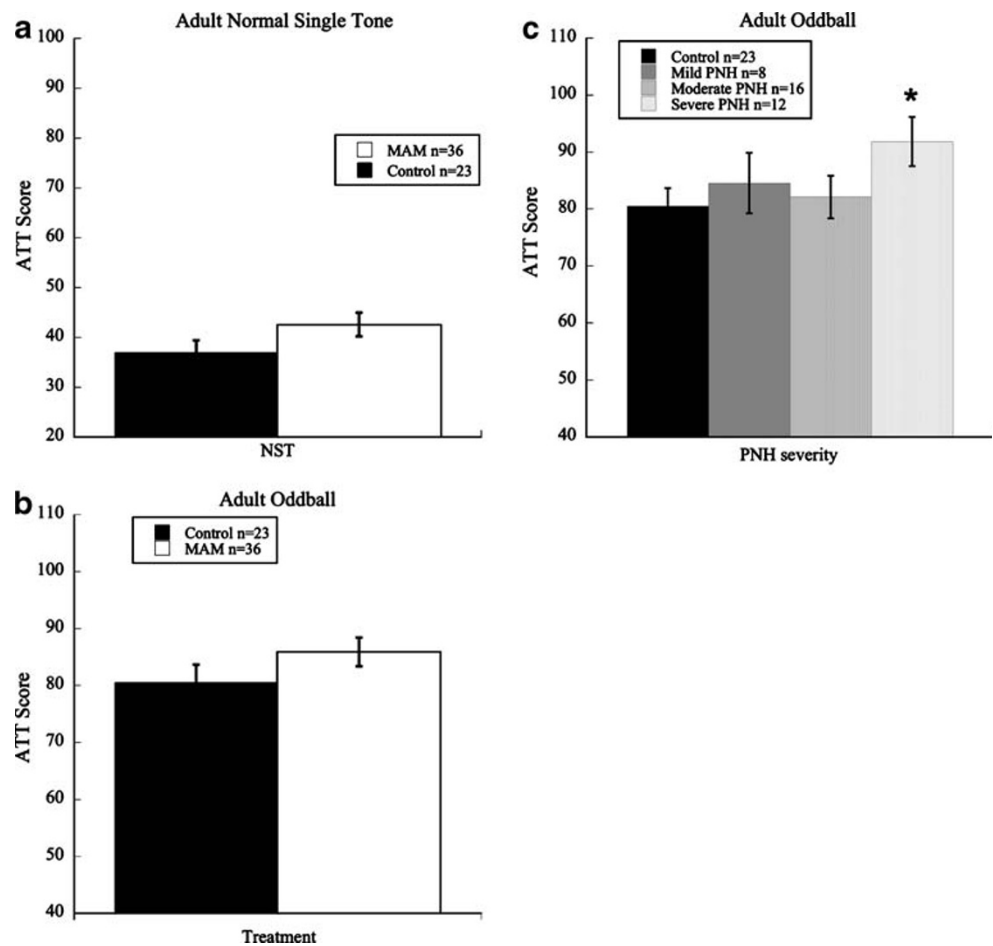 a
Adult Normal Single Tone
100
90
80
70
60
50
40
30
20
ATT Score
MAM n=36
Control n=23
NST
b
Adult Oddball
110
100
90
80
70
60
50
40
ATT Score
Control n=23
MAM n=36
Treatment
c
Adult Oddball
110
100
90
80
70
60
50
40
ATT Score
Control n=23
Mild PNH n=8
Moderate PNH n=16
Severe PNH n=12
*
PNH severity